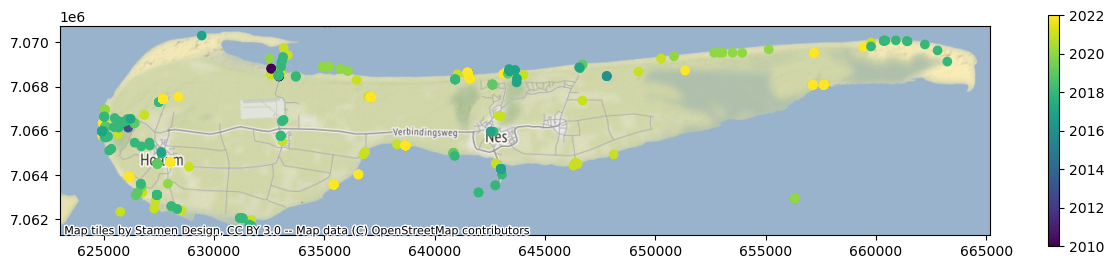 1e6
7.070
7.068
7.066
7.064
7.062
Verbindingsweg
Nes
Map tiles by Stamen Design, CC BY 3.0 -- Map data (C) OpenStreetMap contributors
625000 630000 635000 640000 645000 650000 655000 660000 665000
2022
2020
2018
2016
2014
2012
2010